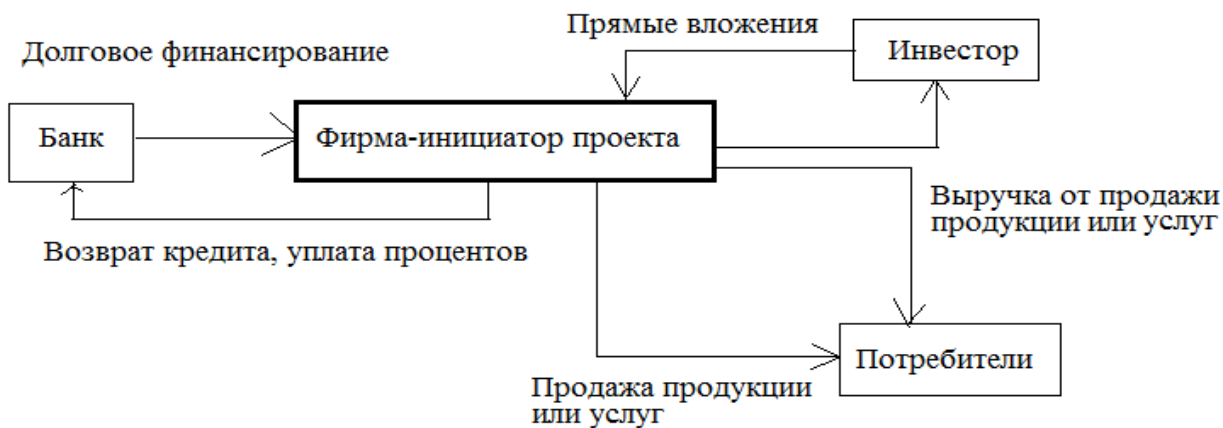 Прямые вложения
Инвестор
Долговое финансирование
Банк
Фирма-инициатор проекта
Выручка от продажи
продукции или услуг
Возврат кредита, уплата процентов
Потребители
Продажа продукции
или услуг